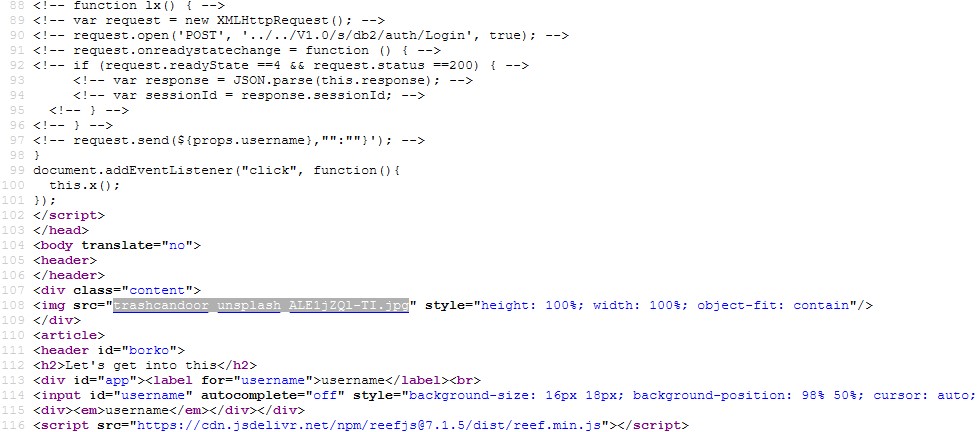 88 <!-- function lx() { -->
89 <!-- var request = new XMLHttpRequest(); -->
90 <!-- request.open('POST', '../../V1.0/s/db2/auth/Login', true); -->
91 <!-- request.onreadystatechange = function () { -->
92 <!-- if (request.readyState ==4 && request.status ==200) { -->
93 <!-- var response = JSON.parse(this.response); -->
94 <!-- var sessionId = response.sessionId; -->
95 <!-- } -->
96 <!-- } -->
97 <!-- request.send(${props.username},"":""}'); -->
98 }
99 document.addEventListener("click", function(){
100 this.x();
101 });
102 </script>
103 </head>
104 <body translate="no">
105 <header>
106 </header>
107 <div class="content">
108 <img src="trashcandoor_unsplash_ALE1jZQ1-TI.jpg" style="height: 100%; width: 100%; object-fit: contain"/>
109 </div>
110 <article>
111 <header id="borko">
112 <h2>Let's get into this</h2>
113 <div id="app"><label for="username">username</label><br>
114 <input id="username" autocomplete="off" style="background-size: 16px 18px; background-position: 98% 50%; cursor: auto;
115 <div><em>username</em></div></div>
116 <script src="https://cdn.jsdelivr.net/npm/reefjs@7.1.5/dist/reef.min.js"></script>